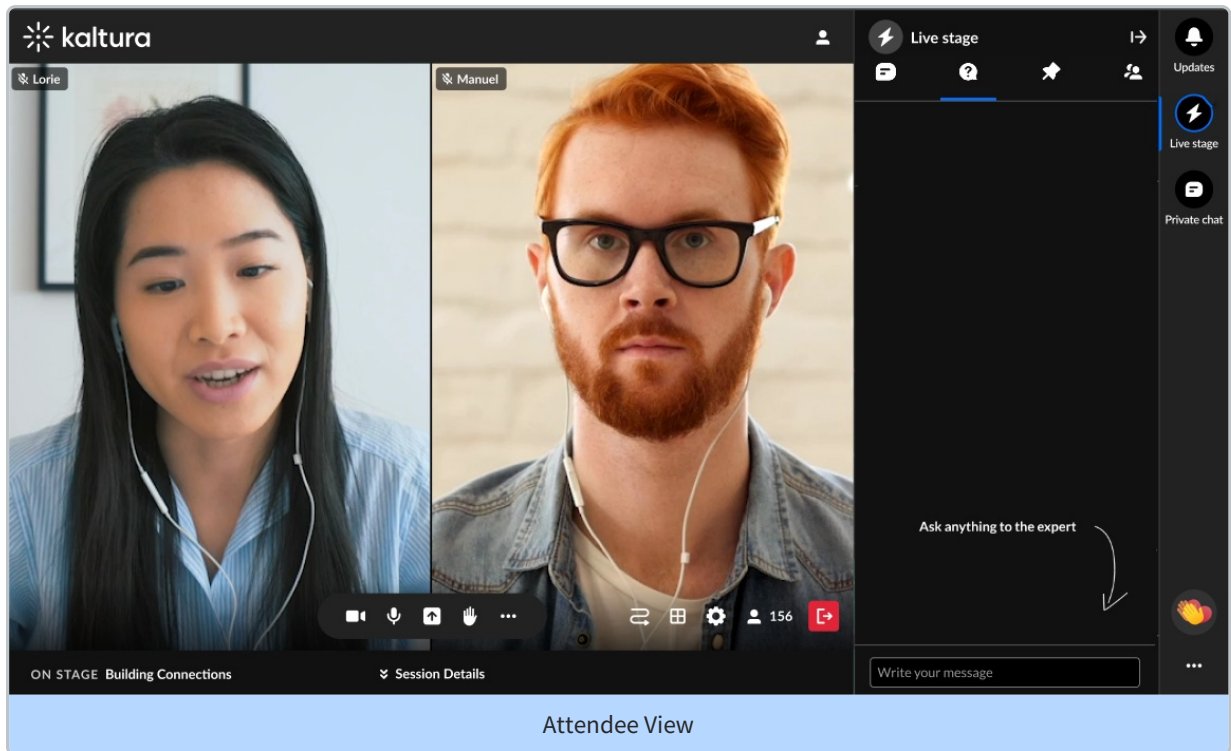 kaltura
Live stage
Updates
Lorie
Manuel
Live stage
Private chat
Ask anything to the expert
156
ON STAGE Building Connections
Session Details
Write your message
Attendee View